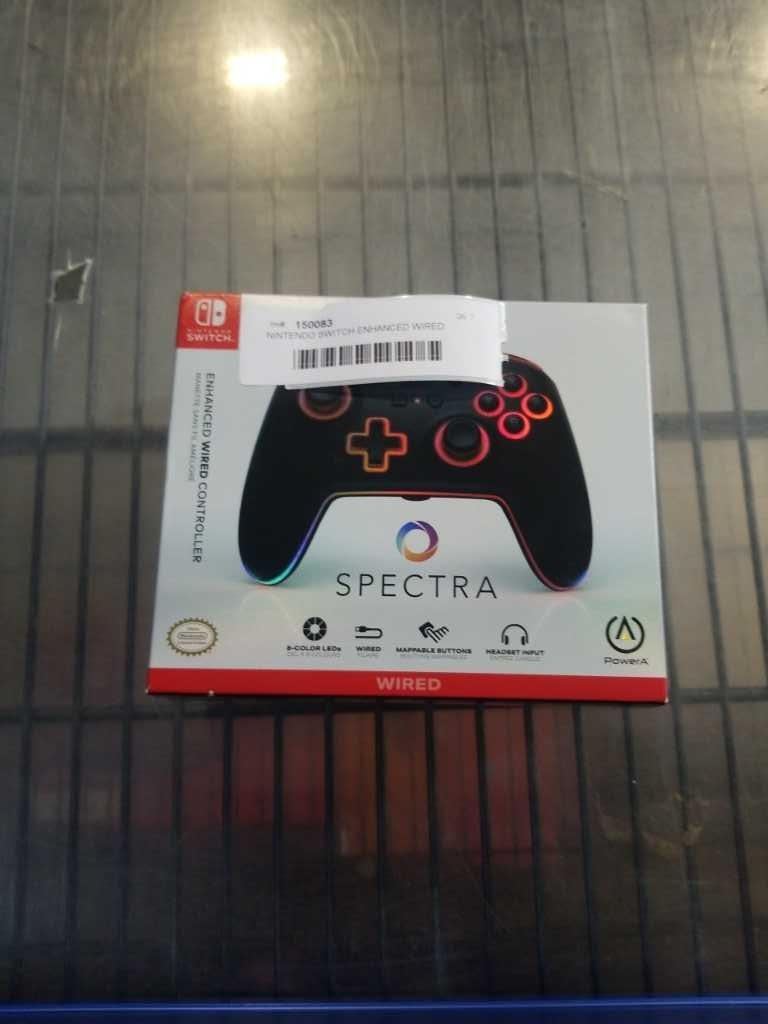 150083
NINTENDO SWITCH ENHANCED WIRED
NINTENDO
SWITCH
ENHANCED WIRED CONTROLLER
SPECTRA
Nintendo
8-COLOR LEDs
WIRED
MAPPABLE BUTTONS
HEADSET INPUT
PowerA
WIRED